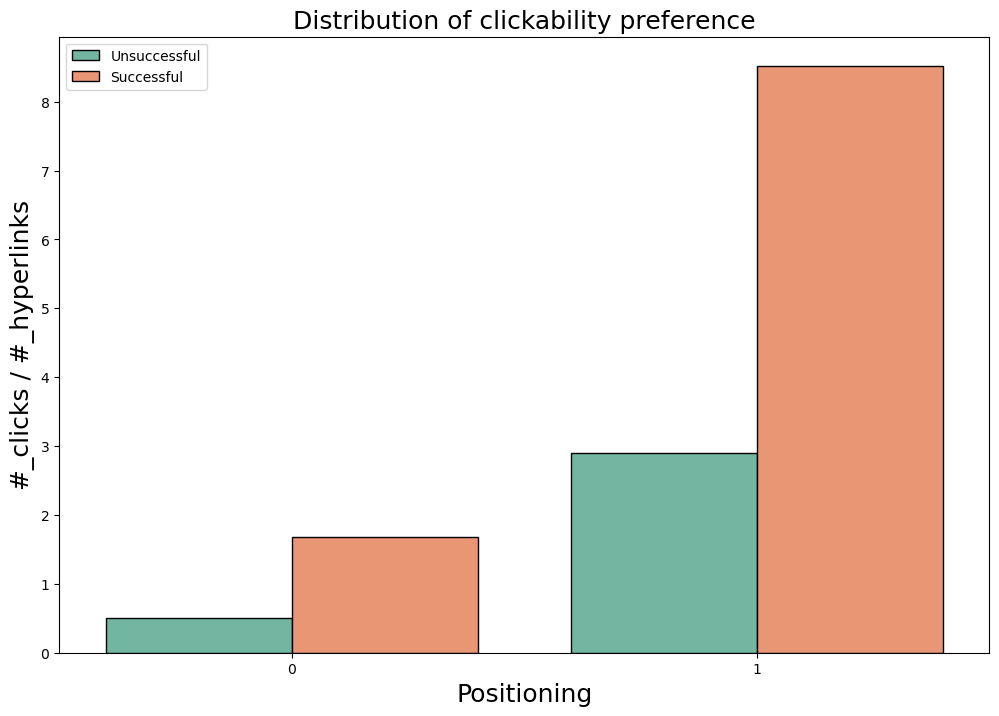 Distribution of clickability preference
Unsuccessful
Successful
#_clicks / #_hyperlinks
8
7
6
5
4
3
2
1
0
0 1
Positioning